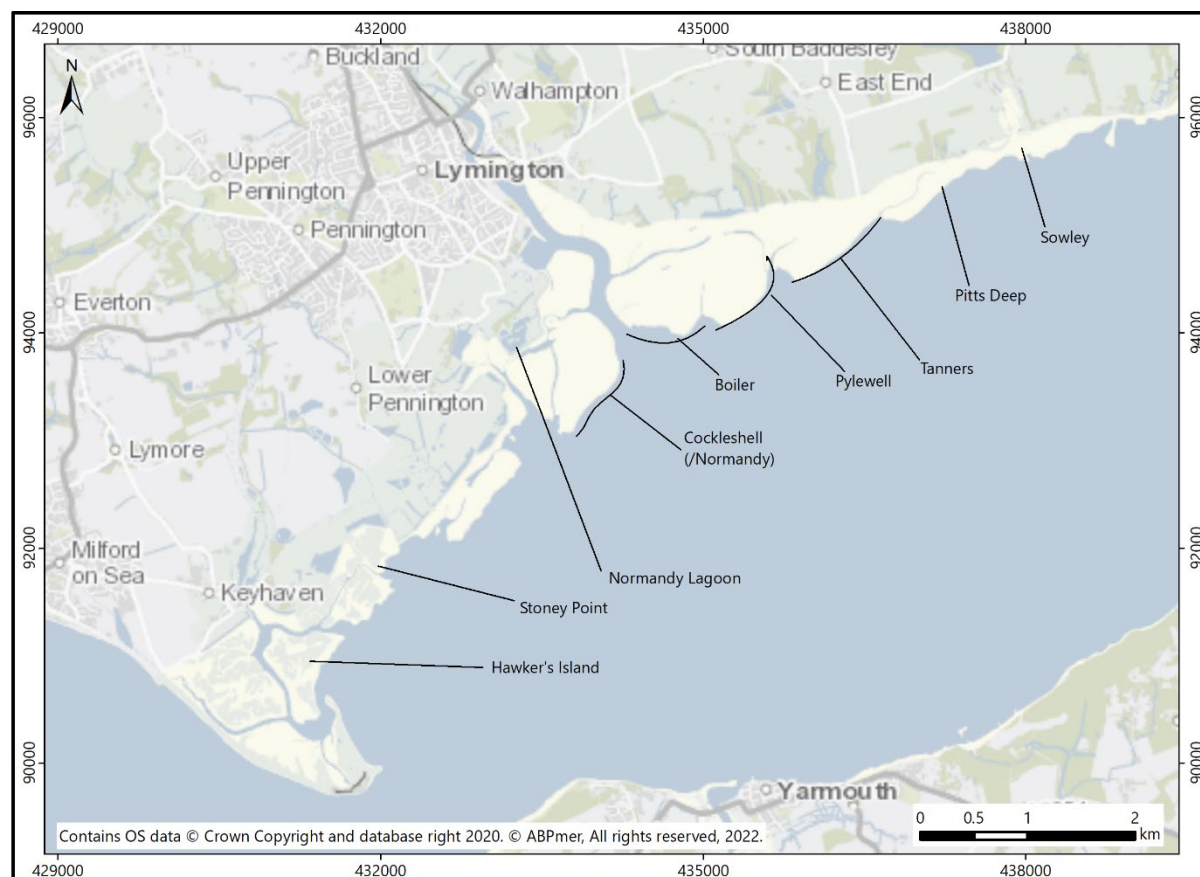 429000
432000
435000
438000
N
Buckland
South Baddesley
East End
Walhampton
96000
96000
Upper
Pennington
Lymington
Pennington
Sowley
Pitts Deep
Everton
94000
94000
Tanners
Pylewell
Boiler
Lower
Pennington
Cockleshell
(/Normandy)
Lymore
92000
92000
Milford
on Sea
Normandy Lagoon
Keyhaven
Stoney Point
Hawker's Island
90000
90000
Yarmouth
0 0.5 1 2
km
Contains OS data © Crown Copyright and database right 2020. © ABPmer, All rights reserved, 2022.
429000
432000
435000
438000